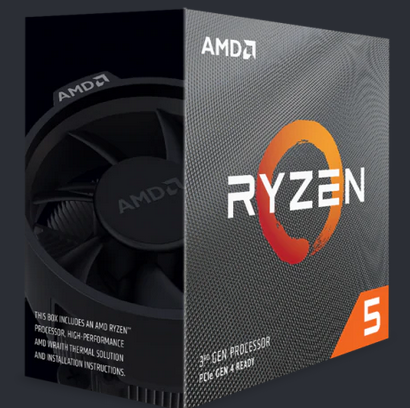 AMD
AMD
THIS BOX INCLUDES AN AMD RYZEN™
PROCESSOR, HIGH-PERFORMANCE
AMD WRAITH THERMAL SOLUTION
AND INSTALLATION INSTRUCTIONS.
AMD
RYZEN
5
3RD GEN PROCESSOR
PCIe GEN 4 READY